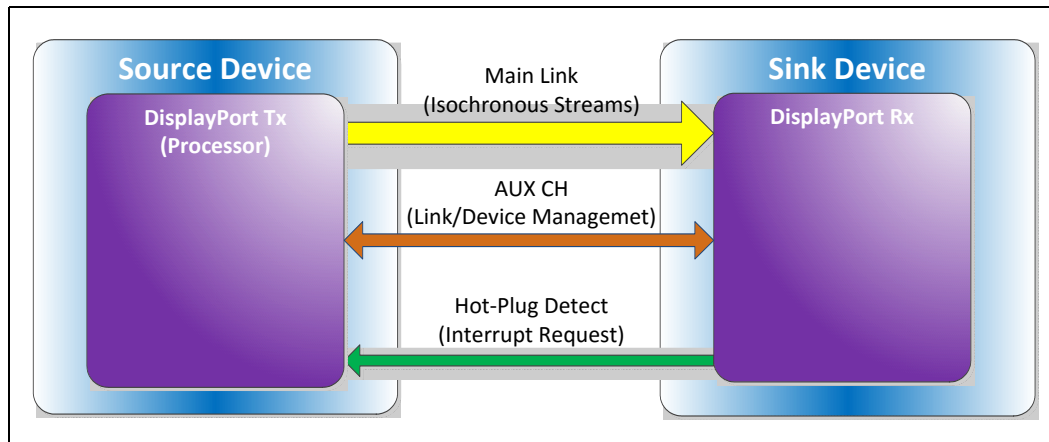 Source Device
DisplayPort Tx
(Processor)
Main Link
(Isochronous Streams)
AUX CH
(Link/Device Managemet)
Hot-Plug Detect
(Interrupt Request)
Sink Device
DisplayPort Rx